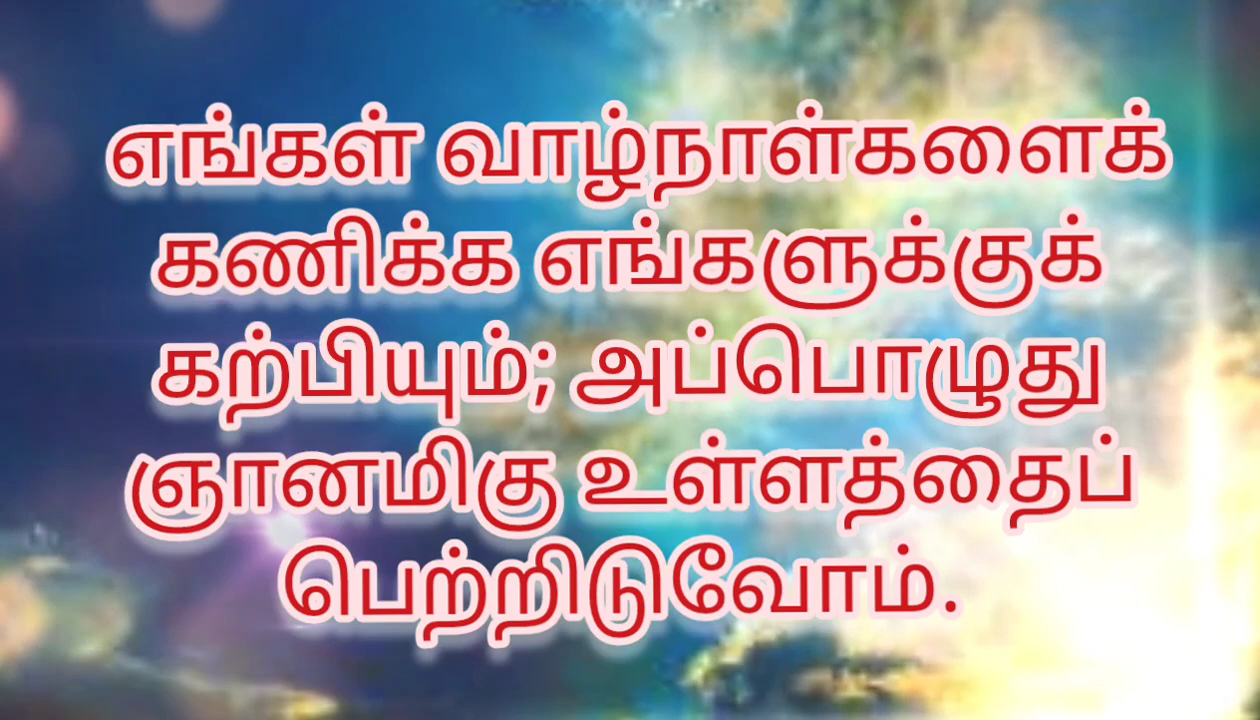 எங்கள் வாழ்நாள்களைக்
கணிக்க எங்களுக்குக்
கற்பியும்; அப்பொழுது
ஞானமிகு உள்ளத்தைப்
பெற்றிடுவோம்.